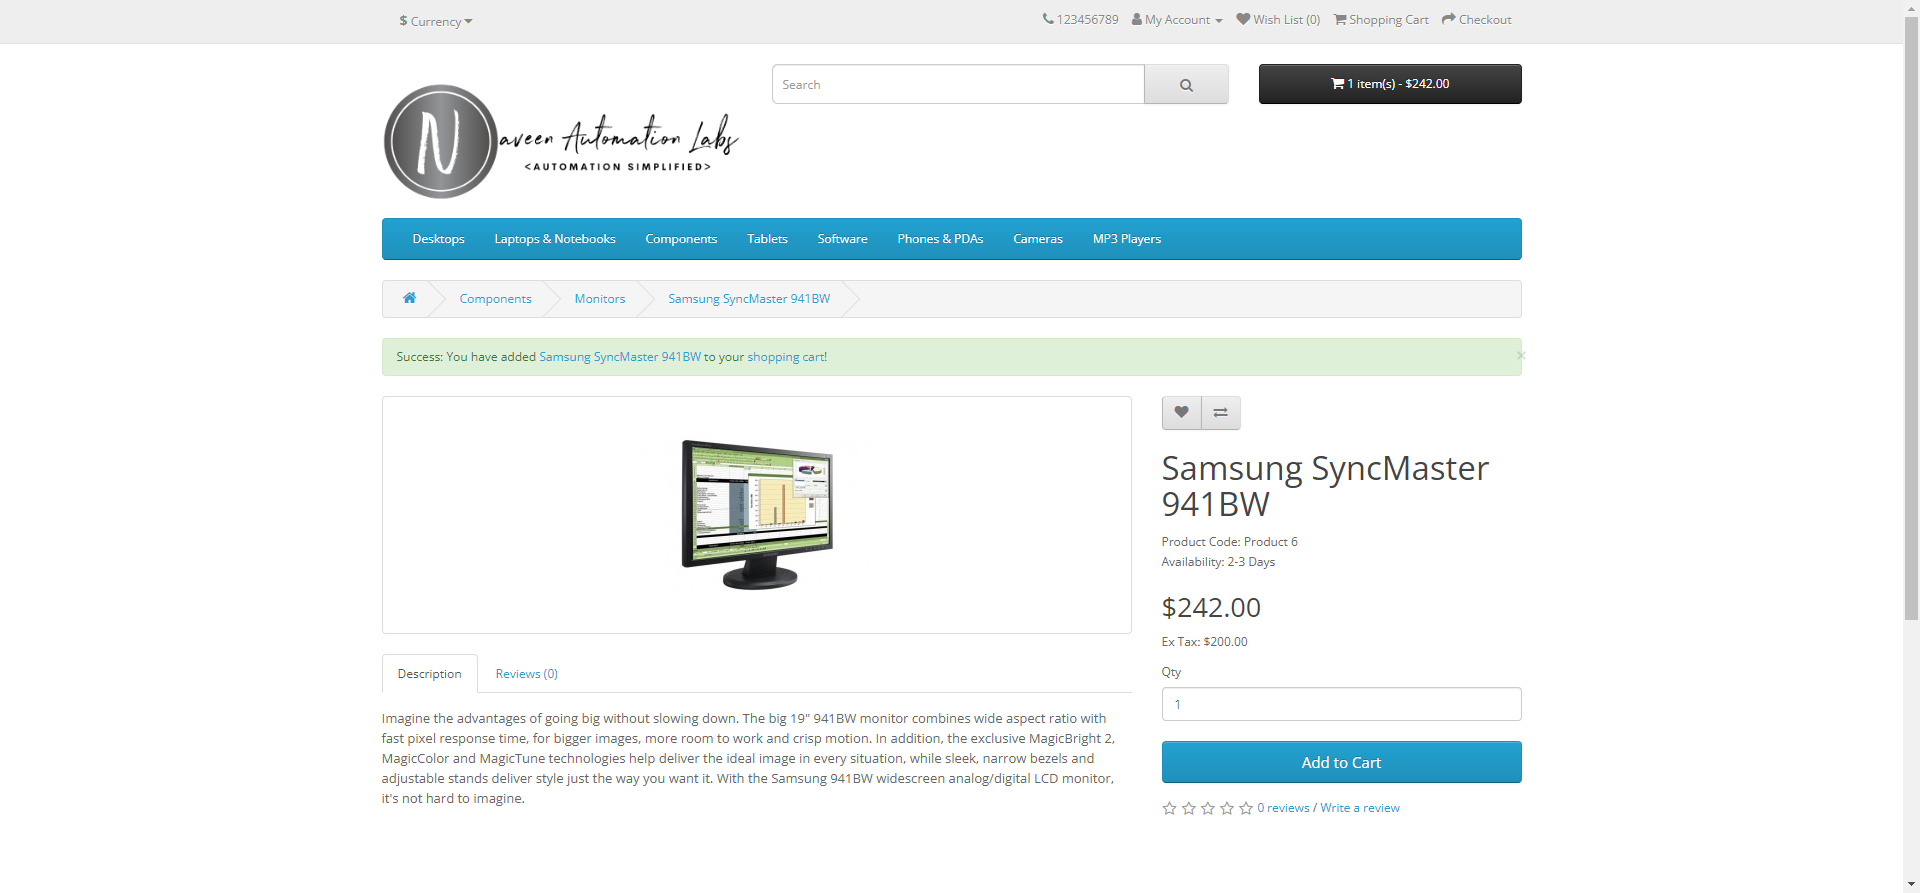 $ Currency
123456789 My Account Wish List (0) Shopping Cart Checkout
Search
1 item(s) - $242.00
N
aveen Automation Labs
<AUTOMATION SIMPLIFIED>
Desktops Laptops & Notebooks Components Tablets Software Phones & PDAs Cameras MP3 Players
Components Monitors Samsung SyncMaster 941BW
Success: You have added Samsung SyncMaster 941BW to your shopping cart!
×
Samsung SyncMaster
941BW
Product Code: Product 6
Availability: 2-3 Days
$242.00
Ex Tax: $200.00
Qty
1
Add to Cart
0 reviews / Write a review
Description Reviews (0)
Imagine the advantages of going big without slowing down. The big 19" 941BW monitor combines wide aspect ratio with
fast pixel response time, for bigger images, more room to work and crisp motion. In addition, the exclusive MagicBright 2,
MagicColor and MagicTune technologies help deliver the ideal image in every situation, while sleek, narrow bezels and
adjustable stands deliver style just the way you want it. With the Samsung 941BW widescreen analog/digital LCD monitor,
it's not hard to imagine.